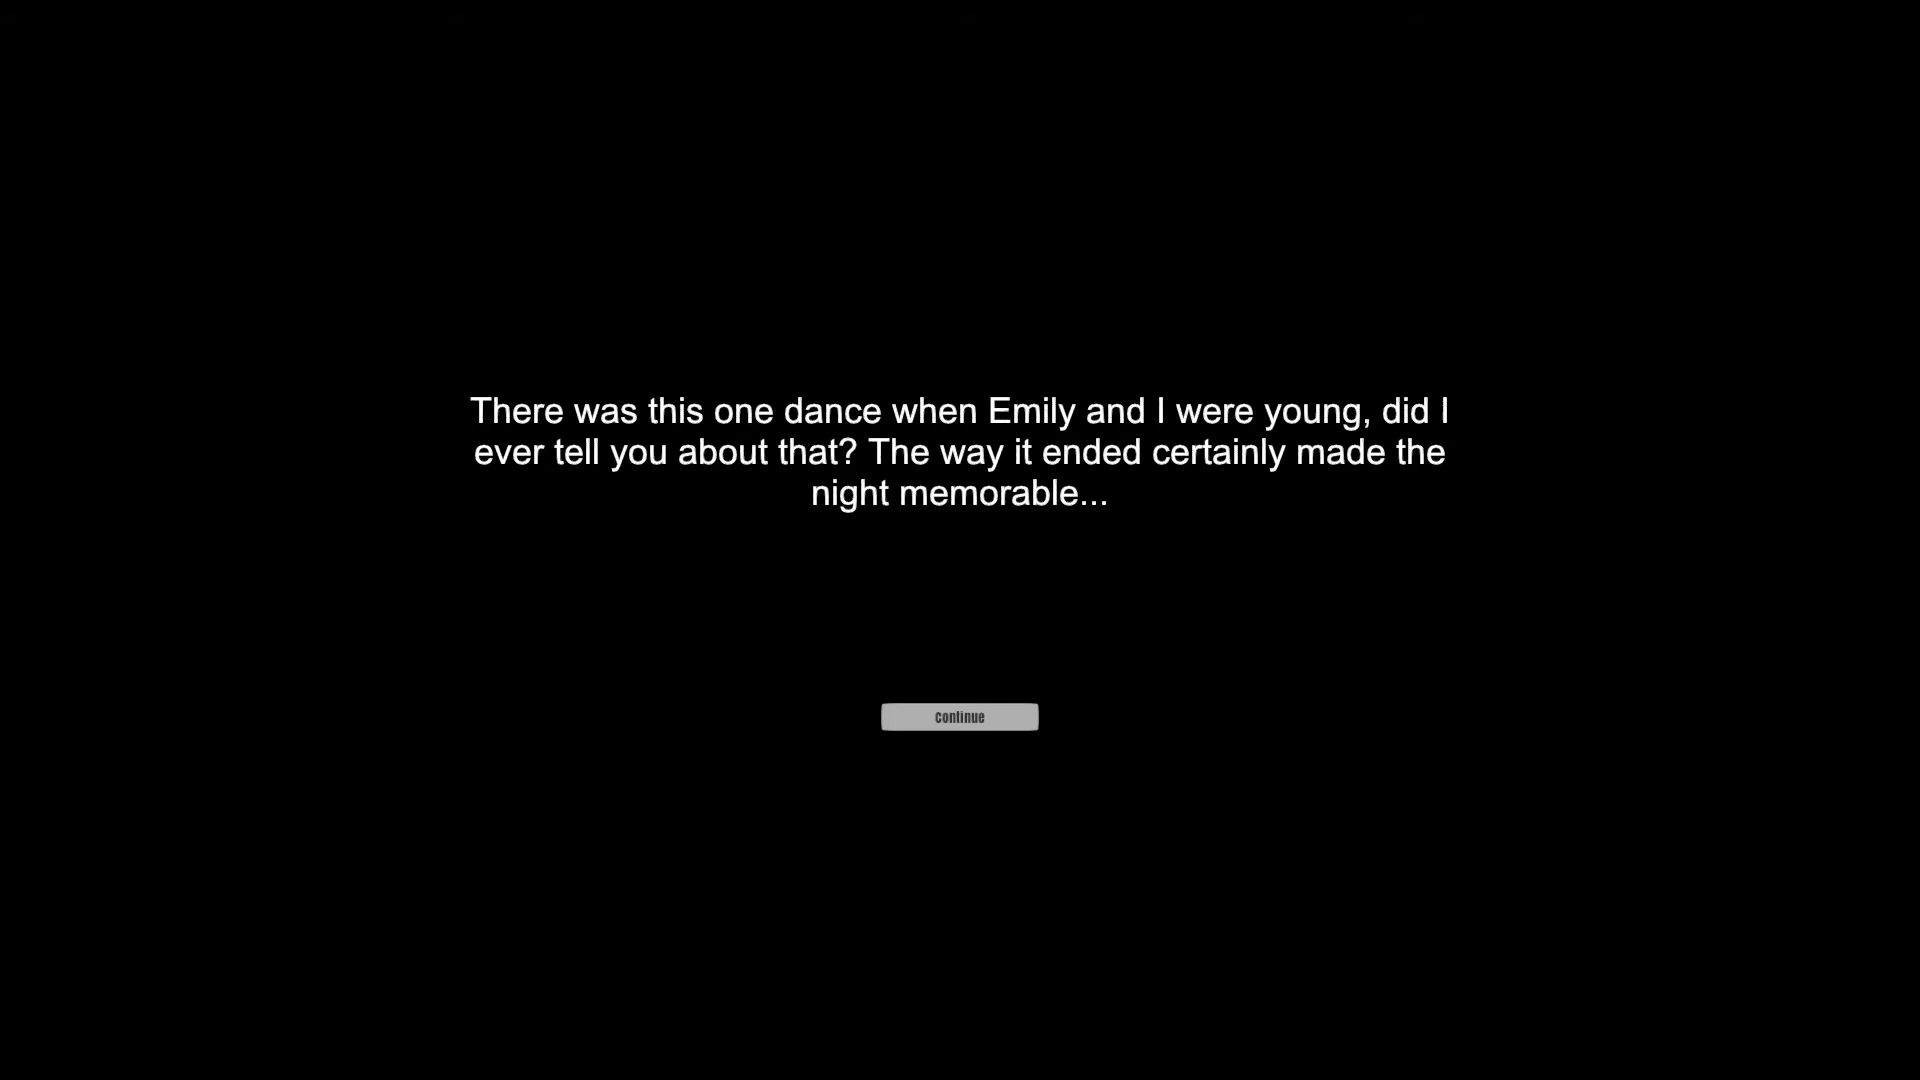 There was this one dance when Emily and I were young, did I
ever tell you about that? The way it ended certainly made the
night memorable...
Continue